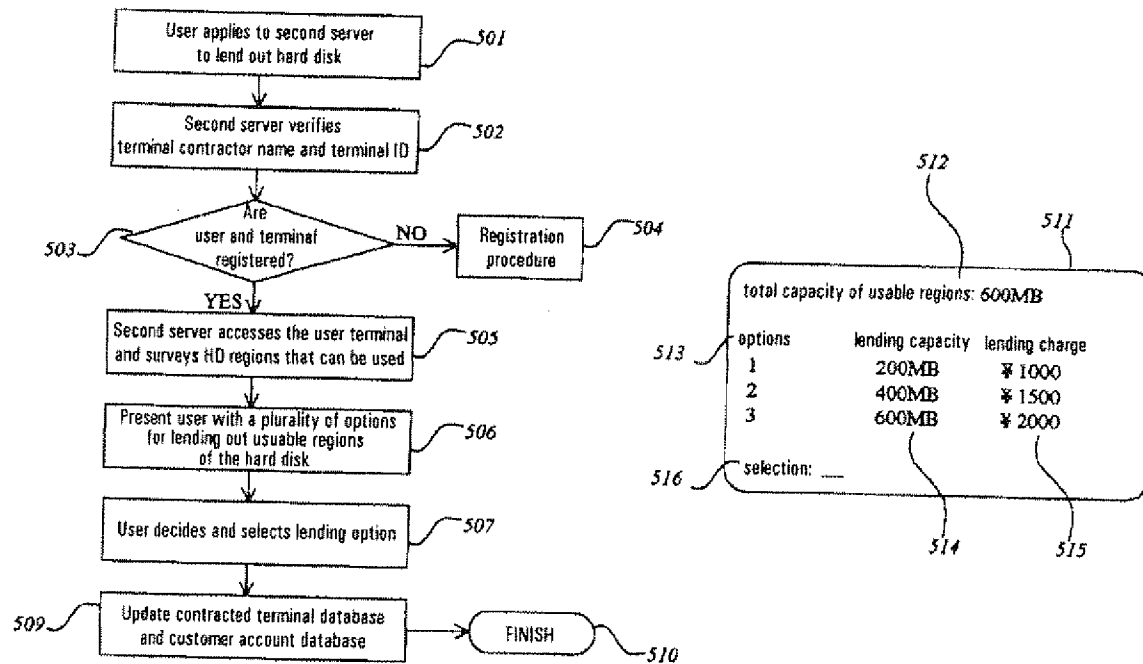 User applies to second server
to lend out hard disk
501
Second server verifies
terminal contractor name and terminal ID
502
Are
user and terminal
registered?
503
NO
Registration
procedure
504
YES
Second server accesses the user terminal
and surveys HD regions that can be used
505
Present user with a plurality of options
for lending out usuable regions
of the hard disk
506
User decides and selects lending option
507
509
Update contracted terminal database
and customer account database
FINISH
510
512
511
total capacity of usable regions: 600MB
513
options lending capacity lending charge
1 200MB ¥1000
2 400MB ¥1500
3 600MB ¥2000
516
selection: __
514
515